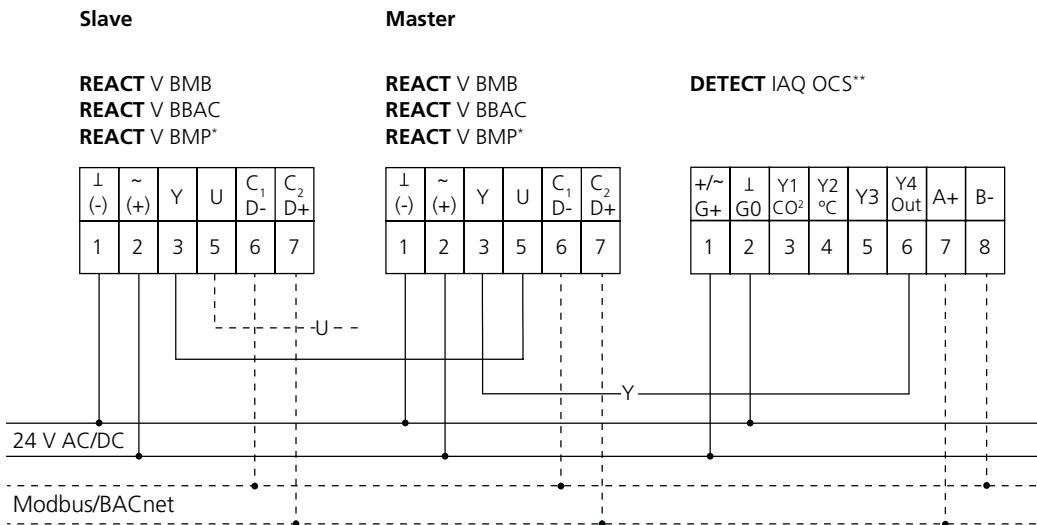 Slave
Master
REACT V BMB
REACT V BBAC
REACT V BMP*
REACT V BMB
REACT V BBAC
REACT V BMP*
DETECT IAQ OCS**
⊥ ~ Y U C₁ C₂
(-) (+) D- D+
1 2 3 5 6 7
⊥ ~ Y U C₁ C₂
(-) (+) D- D+
1 2 3 5 6 7
+/~ ⊥ Y1 Y2 Y3 Y4 A+ B-
G+ G0 CO² ºC Out
1 2 3 4 5 6 7 8
U
Y
24 V AC/DC
Modbus/BACnet